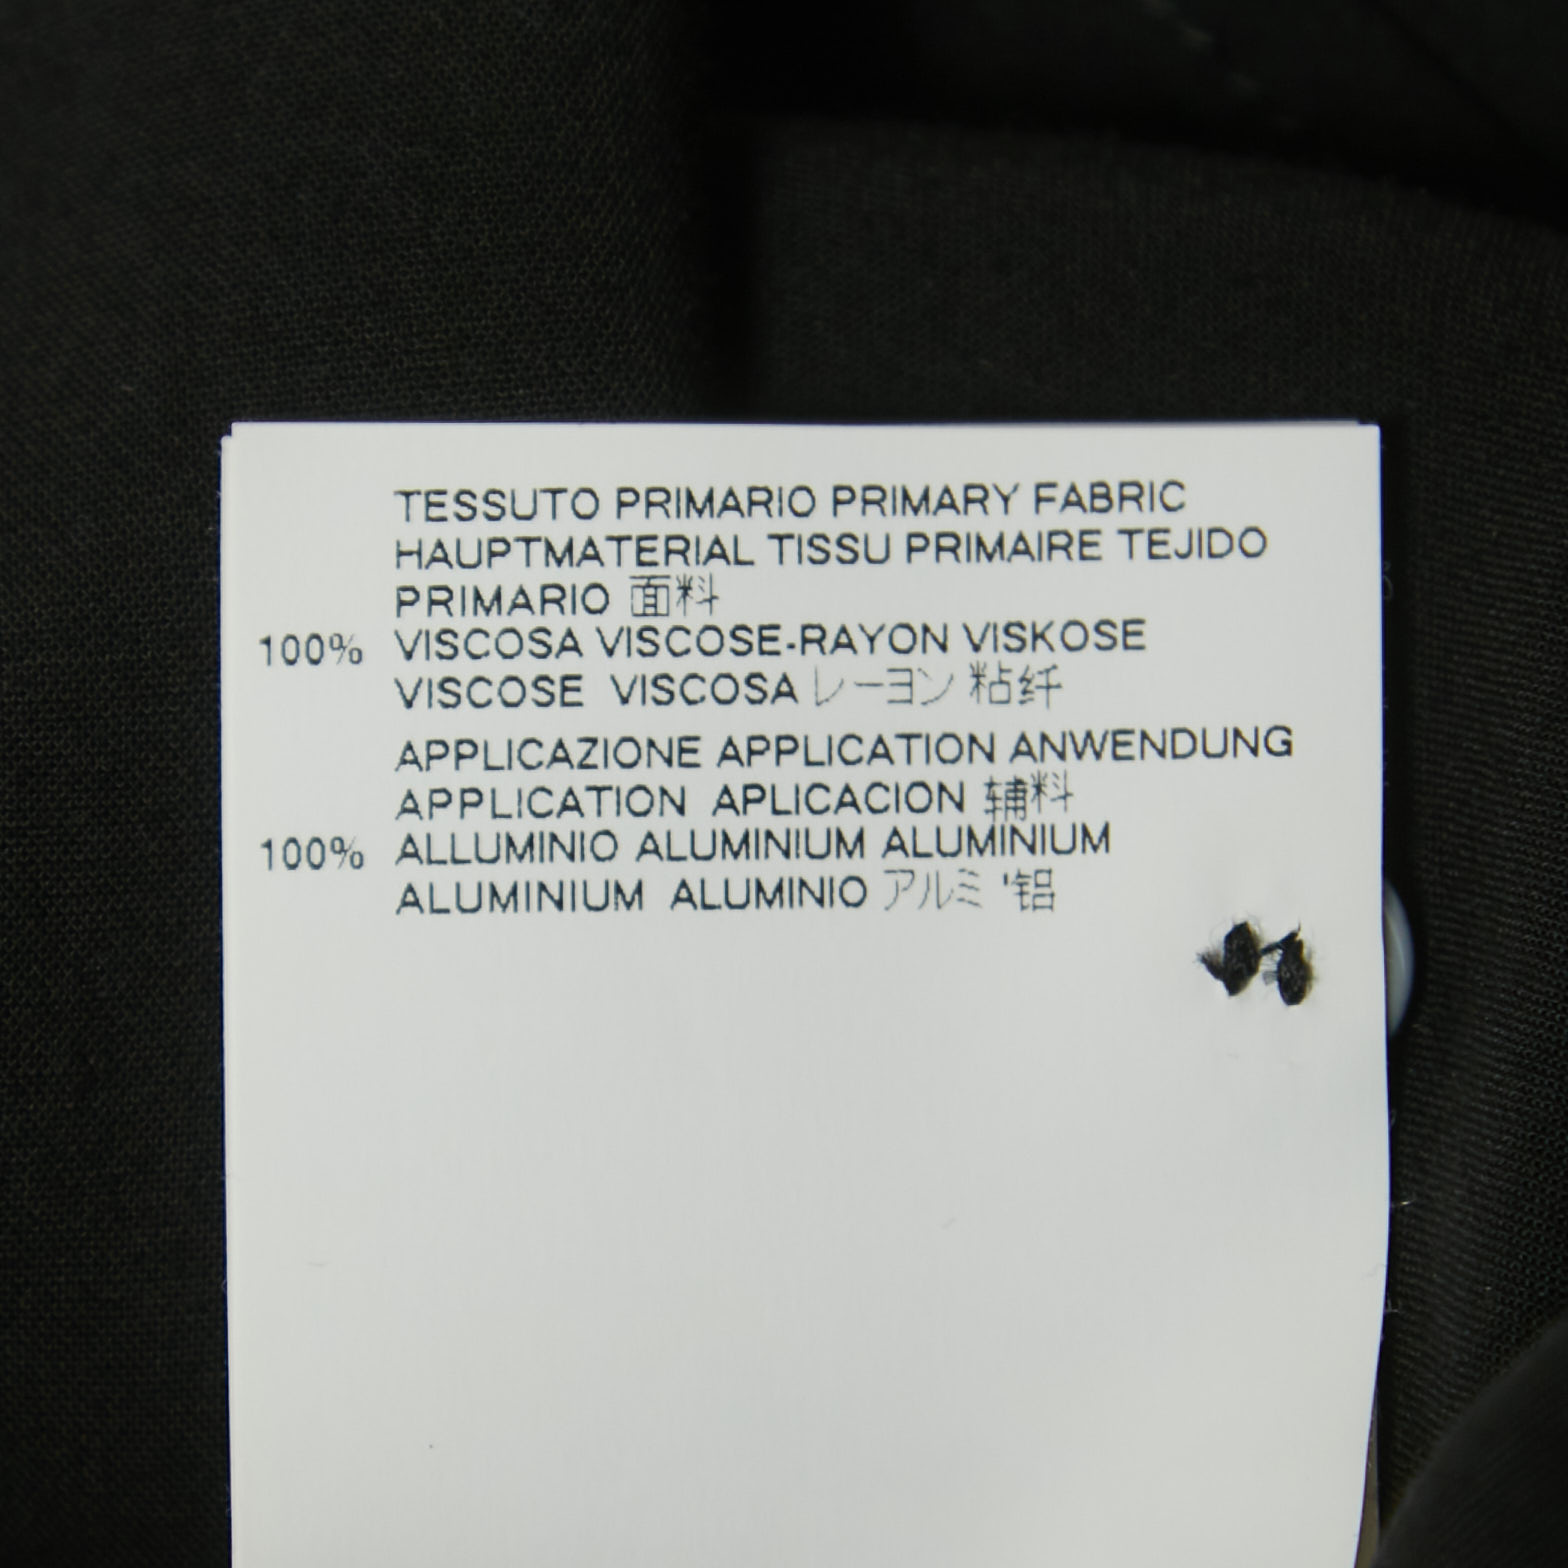 TESSUTO PRIMARIO PRIMARY FABRIC
HAUPTMATERIAL TISSU PRIMAIRE TEJIDO
PRIMARIO 面料
100% VISCOSA VISCOSE-RAYON VISKOSE
VISCOSE VISCOSA レーヨン 粘纤
APPLICAZIONE APPLICATION ANWENDUNG
APPLICATION APLICACION 辅料
100% ALLUMINIO ALUMINIUM ALUMINIUM
ALUMINIUM ALUMINIO アルミ '铝